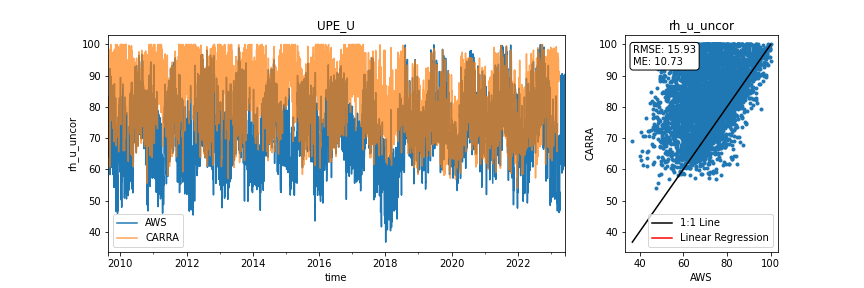 UPE_U
rh_u_uncor
100
90
80
70
60
50
40
rh_u_uncor
AWS
CARRA
2010
2012
2014
2016
2018
2020
2022
time
100
90
80
70
60
50
40
CARRA
RMSE: 15.93
ME: 10.73
1:1 Line
Linear Regression
40
60
80
100
AWS